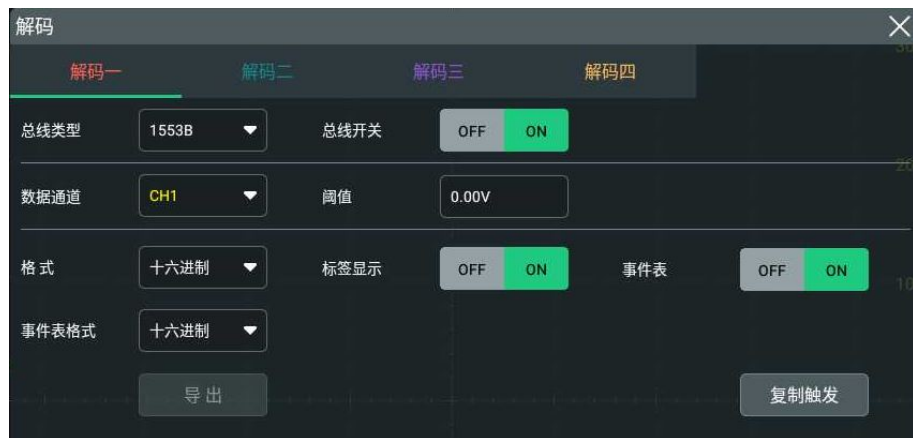 解码
解码一 解码二 解码三 解码四
总线类型 1553B 总线开关 OFF ON
数据通道 CH1 阈值 0.00V
格式 十六进制 标签显示 OFF ON 事件表 OFF ON
事件表格式 十六进制
导出 复制触发
30
20
10